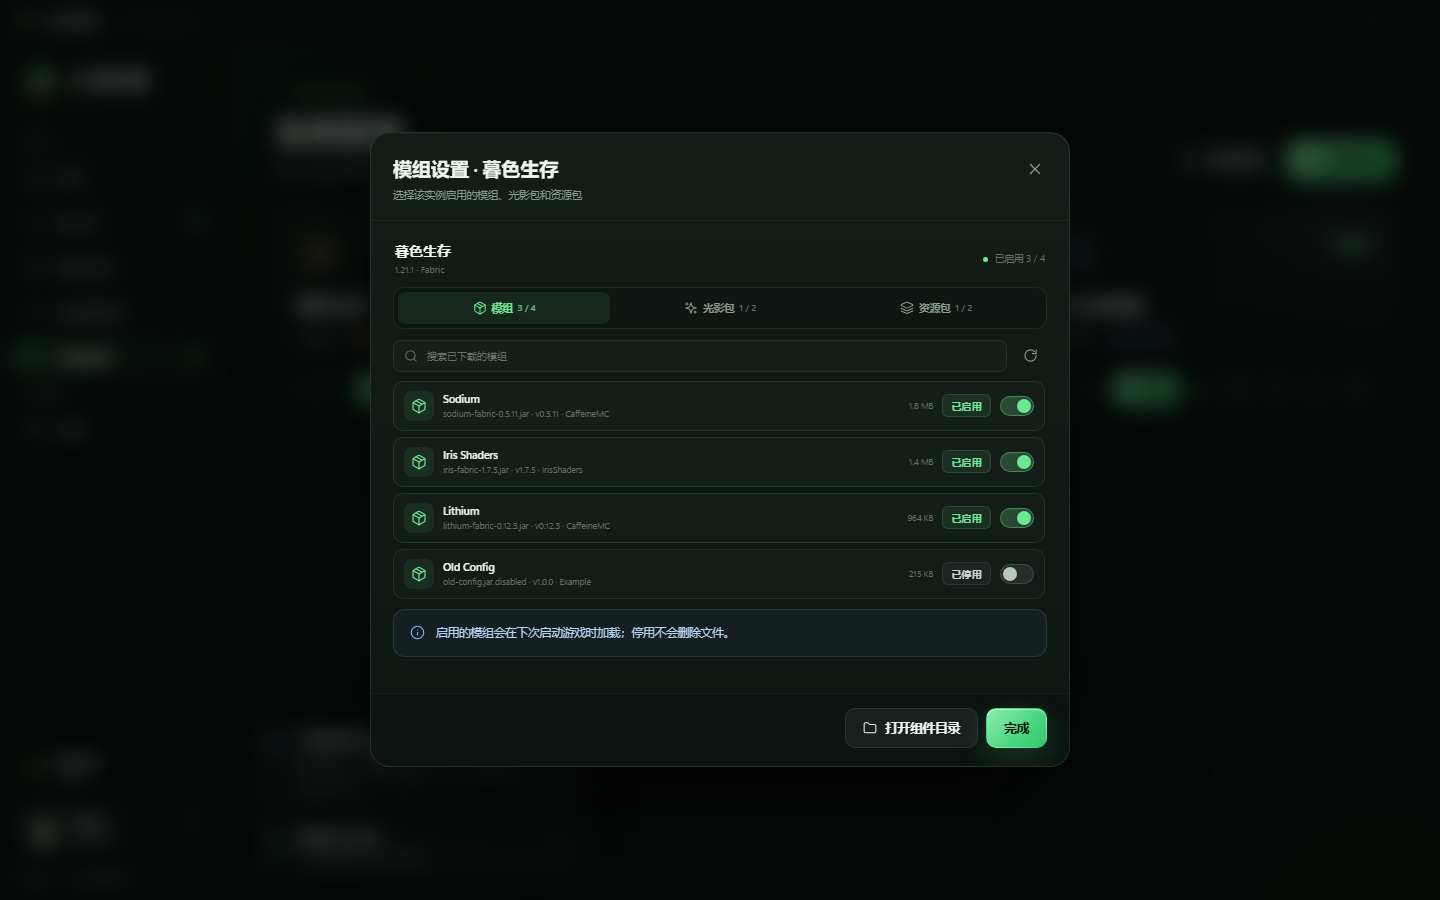 模组设置 · 暮色生存
选择该实例启用的模组、光影包和资源包
暮色生存
1.21.1 · Fabric
已启用 3 / 4
模组 3 / 4
光影包 1 / 2
资源包 1 / 2
搜索已下载的模组
Sodium
sodium-fabric-0.5.11.jar · v0.5.11 · CaffeineMC
1.8 MB
已启用
Iris Shaders
iris-fabric-1.7.5.jar · v1.7.5 · IrisShaders
1.4 MB
已启用
Lithium
lithium-fabric-0.12.3.jar · v0.12.3 · CaffeineMC
964 KB
已启用
Old Config
old-config.jar.disabled · v1.0.0 · Example
215 KB
已停用
启用的模组会在下次启动游戏时加载；停用不会删除文件。
打开组件目录
完成